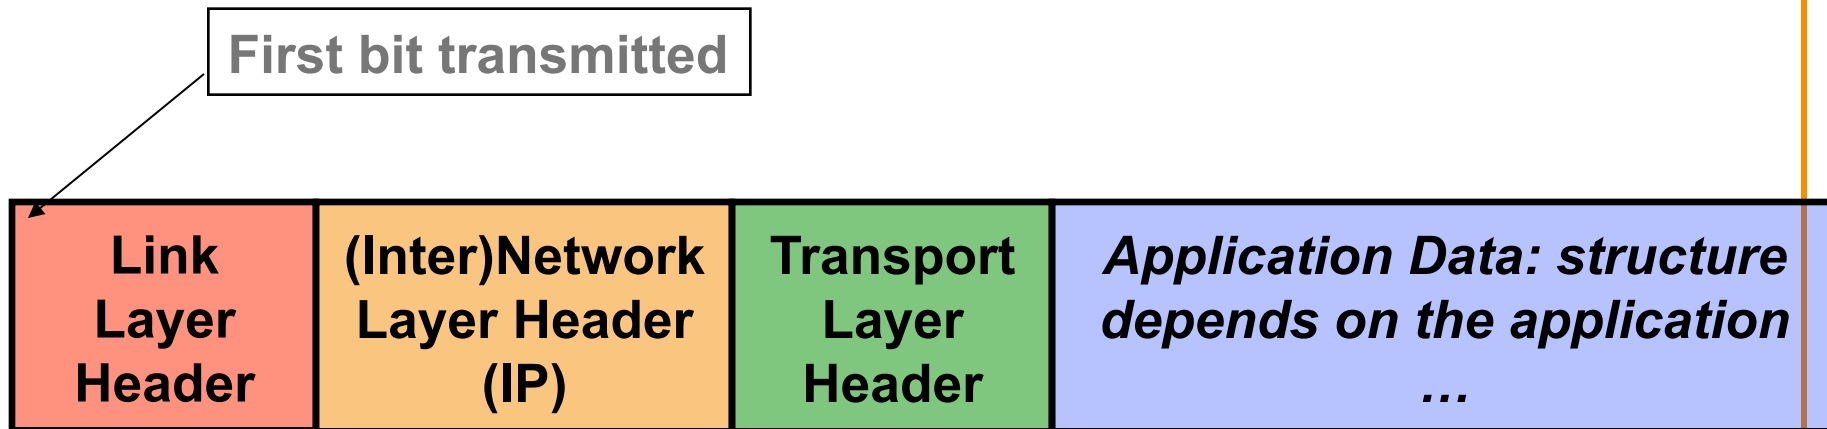 First bit transmitted
Link
Layer
Header
(Inter)Network
Layer Header
(IP)
Transport
Layer
Header
Application Data: structure
depends on the application
…